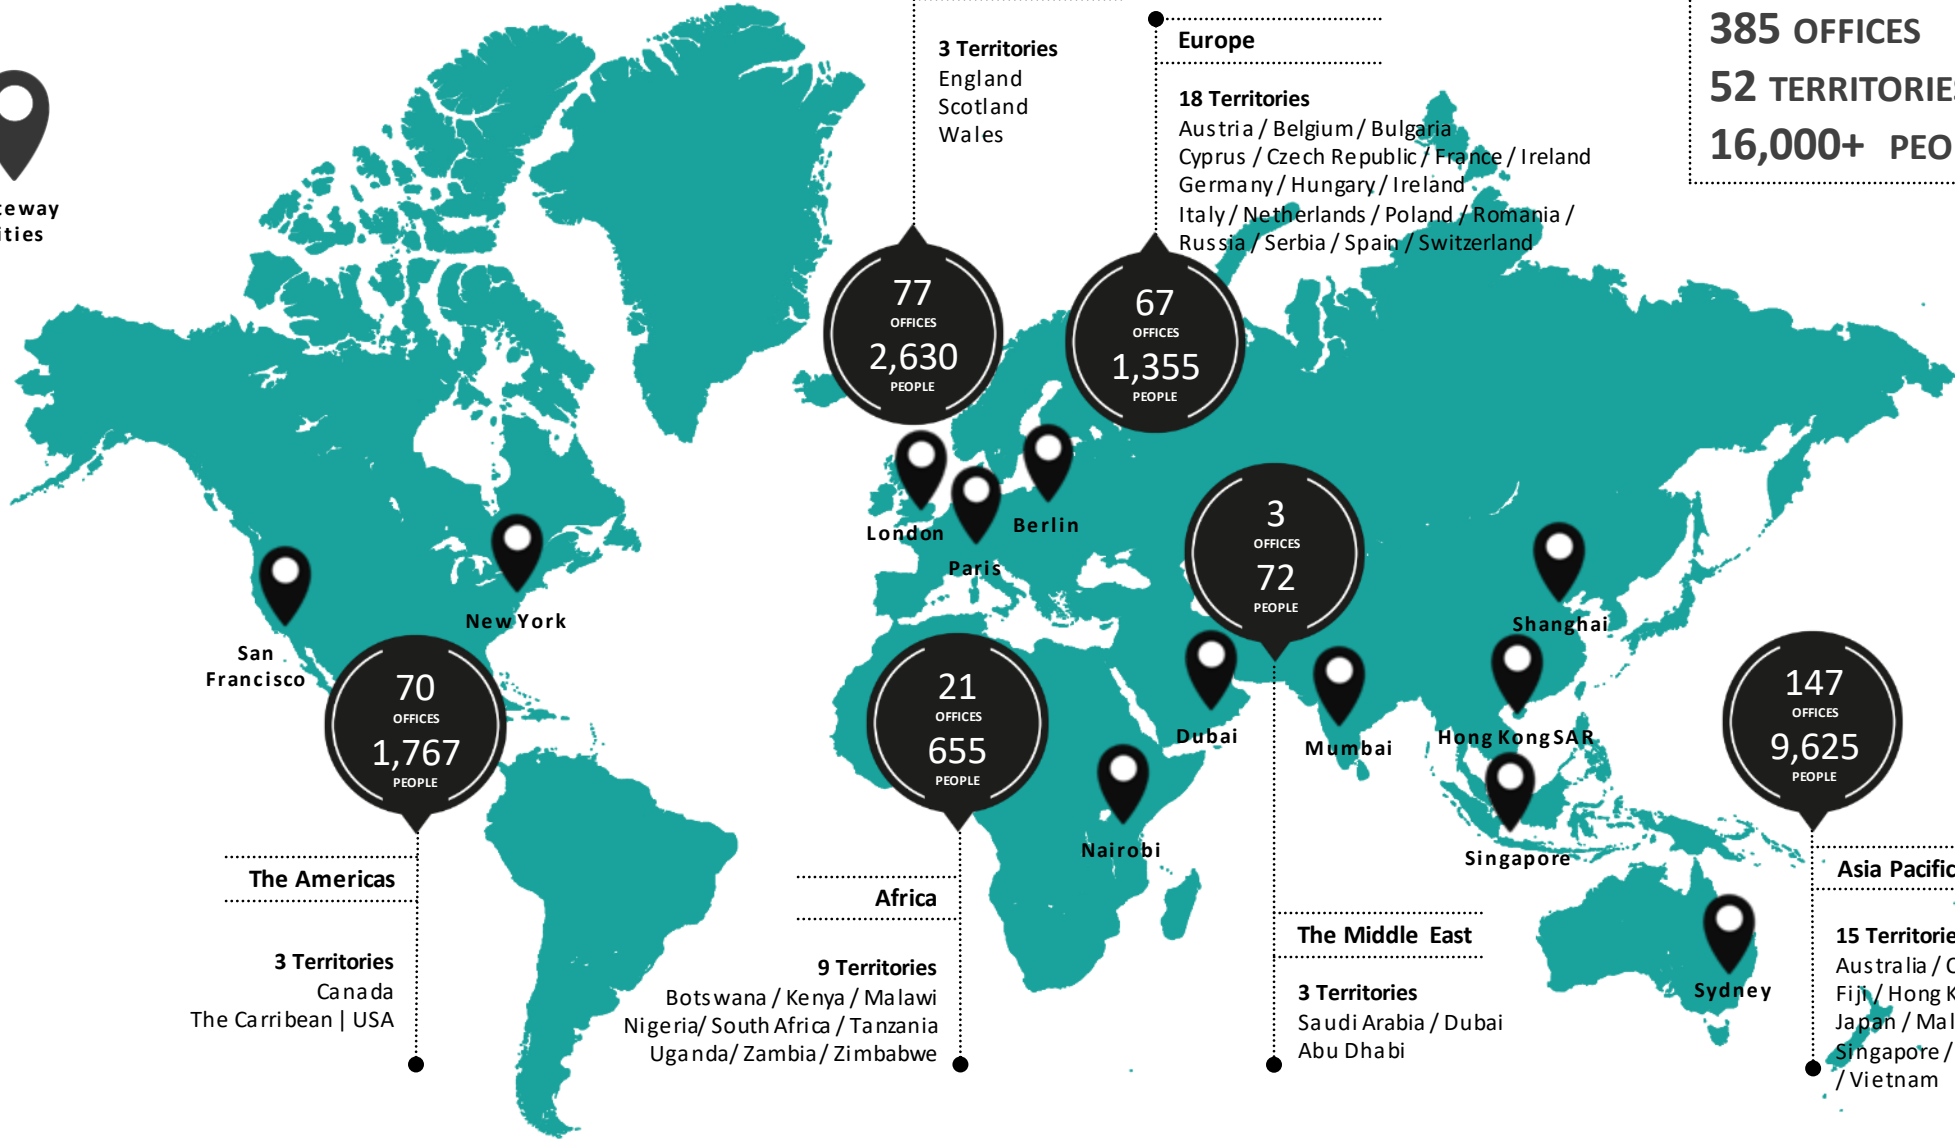 385 OFFICES
52 TERRITORIES
16,000+
3 Territories
England
Scotland
Wales
Europe
18 Territories
Austria / Belgium / Bulgaria
Cyprus / Czech Republic / France / Ireland
Germany / Hungary / Ireland
Italy / Netherlands / Poland / Romania /
Russia / Serbia / Spain / Switzerland
77
OFFICES
2,630
PEOPLE
67
OFFICES
1,355
PEOPLE
London
Paris
Berlin
3
OFFICES
72
PEOPLE
New York
San
Francisco
Shanghai
70
OFFICES
1,767
PEOPLE
21
OFFICES
655
PEOPLE
Dubai
Mumbai
Hong Kong SAR
147
OFFICES
9,625
PEOPLE
Nairobi
Singapore
Sydney
The Americas
3 Territories
Canada
The Carribean | USA
Africa
9 Territories
Botswana / Kenya / Malawi
Nigeria/ South Africa / Tanzania
Uganda/ Zambia/ Zimbabwe
The Middle East
3 Territories
Saudi Arabia / Dubai
Abu Dhabi
Asia Pacific
15 Territories
Australia /
Fiji / Hong
Japan /
Singapore /
/ Vietnam